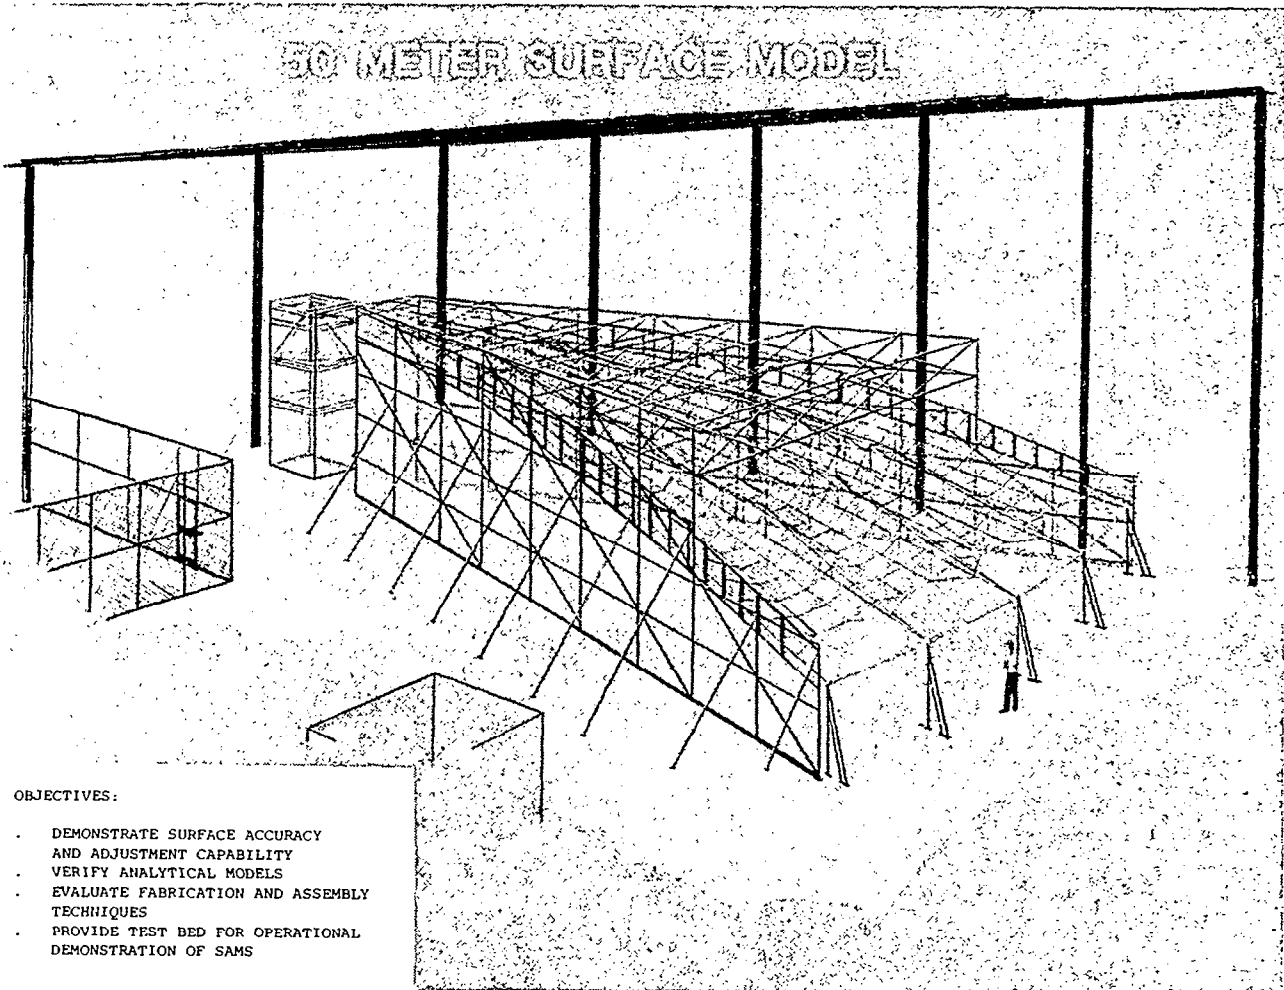 50 METER SURFACE MODEL
OBJECTIVES:
. DEMONSTRATE SURFACE ACCURACY
AND ADJUSTMENT CAPABILITY
. VERIFY ANALYTICAL MODELS
. EVALUATE FABRICATION AND ASSEMBLY
TECHNIQUES
. PROVIDE TEST BED FOR OPERATIONAL
DEMONSTRATION OF SAMS